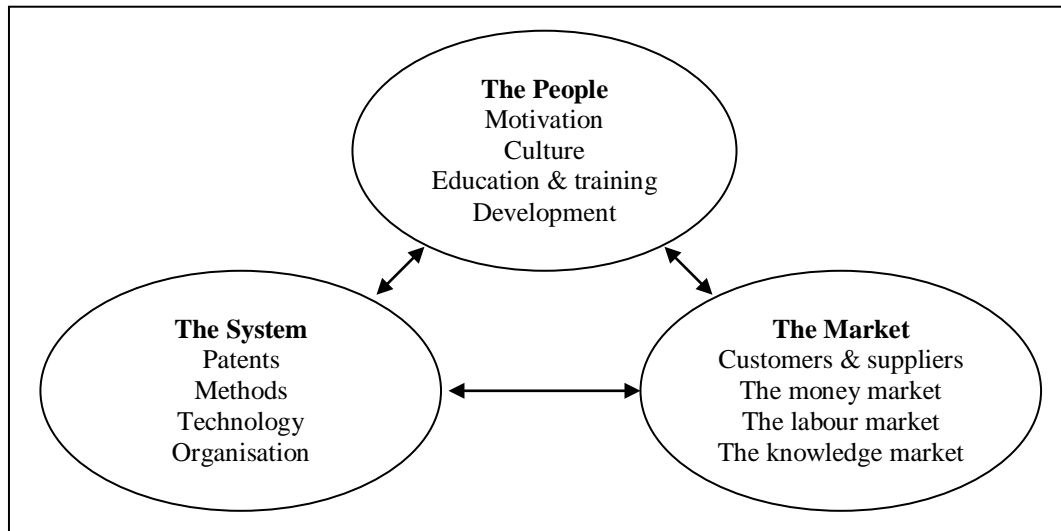 The People
Motivation
Culture
Education & training
Development
The System
Patents
Methods
Technology
Organisation
The Market
Customers & suppliers
The money market
The labour market
The knowledge market